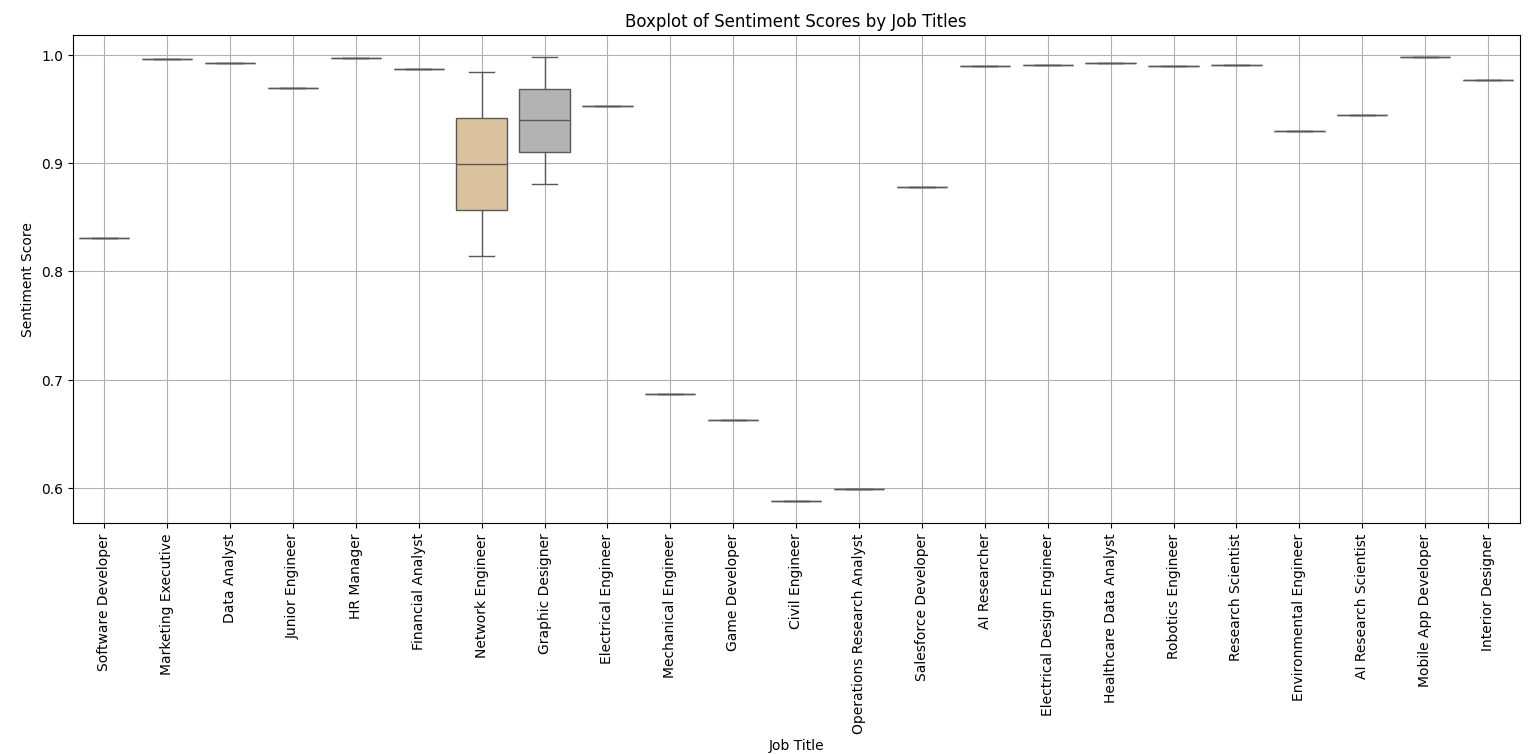 Boxplot of Sentiment Scores by Job Titles
1.0
0.9
0.8
0.7
0.6
Sentiment Score
Software Developer
Marketing Executive
Data Analyst
Junior Engineer
HR Manager
Financial Analyst
Network Engineer
Graphic Designer
Electrical Engineer
Mechanical Engineer
Game Developer
Civil Engineer
Operations Research Analyst
Salesforce Developer
AI Researcher
Electrical Design Engineer
Healthcare Data Analyst
Robotics Engineer
Research Scientist
Environmental Engineer
AI Research Scientist
Mobile App Developer
Interior Designer
Job Title